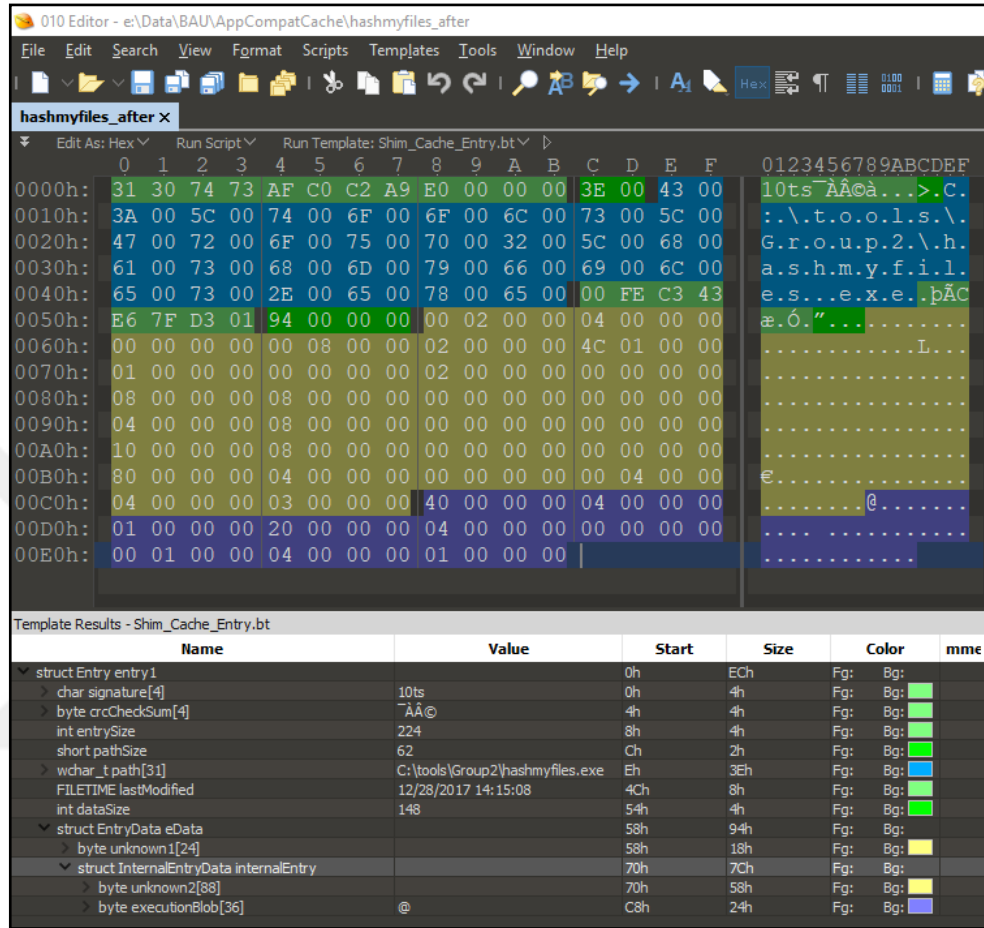 010 Editor - e:\Data\BAU\AppCompatCache\hashmyfiles_after
File Edit Search View Format Scripts Templates Tools Window Help
Hex
hashmyfiles_after ×
Edit As: Hex Run Script Run Template: Shim_Cache_Entry.bt
0 1 2 3 4 5 6 7 8 9 A B C D E F 0123456789ABCDEF
0000h: 31 30 74 73 AF C0 C2 A9 E0 00 00 00 3E 00 43 00 10ts¯ÀÂ©à...>.C.
0010h: 3A 00 5C 00 74 00 6F 00 6F 00 6C 00 73 00 5C 00 :.\.t.o.o.l.s.\.
0020h: 47 00 72 00 6F 00 75 00 70 00 32 00 5C 00 68 00 G.r.o.u.p.2.\.h.
0030h: 61 00 73 00 68 00 6D 00 79 00 66 00 69 00 6C 00 a.s.h.m.y.f.i.l.
0040h: 65 00 73 00 2E 00 65 00 78 00 65 00 00 FE C3 43 e.s...e.x.e..þÃC
0050h: E6 7F D3 01 94 00 00 00 00 02 00 00 04 00 00 00 æ.Ó.”...........
0060h: 00 00 00 00 00 08 00 00 02 00 00 00 4C 01 00 00 ............L...
0070h: 01 00 00 00 00 00 00 00 02 00 00 00 00 00 00 00 ................
0080h: 08 00 00 00 08 00 00 00 00 00 00 00 00 00 00 00 ................
0090h: 04 00 00 00 08 00 00 00 00 00 00 00 00 00 00 00 ................
00A0h: 10 00 00 00 08 00 00 00 00 00 00 00 00 00 00 00 ................
00B0h: 80 00 00 00 04 00 00 00 00 00 00 00 00 04 00 00 €...............
00C0h: 04 00 00 00 03 00 00 00 40 00 00 00 04 00 00 00 ........@.......
00D0h: 01 00 00 00 20 00 00 00 04 00 00 00 00 00 00 00 .... ...........
00E0h: 00 01 00 00 04 00 00 00 01 00 00 00 ............
Template Results - Shim_Cache_Entry.bt
Name Value Start Size Color
struct Entry entry1 0h ECh Fg: Bg:
char signature[4] 10ts 0h 4h Fg: Bg:
byte crcCheckSum[4] ¯ÀÂ© 4h 4h Fg: Bg:
int entrySize 224 8h 4h Fg: Bg:
short pathSize 62 Ch 2h Fg: Bg:
wchar_t path[31] C:\tools\Group2\hashmyfiles.exe Eh 3Eh Fg: Bg:
FILETIME lastModified 12/28/2017 14:15:08 4Ch 8h Fg: Bg:
int dataSize 148 54h 4h Fg: Bg:
struct EntryData eData 58h 94h Fg: Bg:
byte unknown1[24] 58h 18h Fg: Bg:
struct InternalEntryData internalEntry 70h 7Ch Fg: Bg:
byte unknown2[88] 70h 58h Fg: Bg:
byte executionBlob[36] @ C8h 24h Fg: Bg: